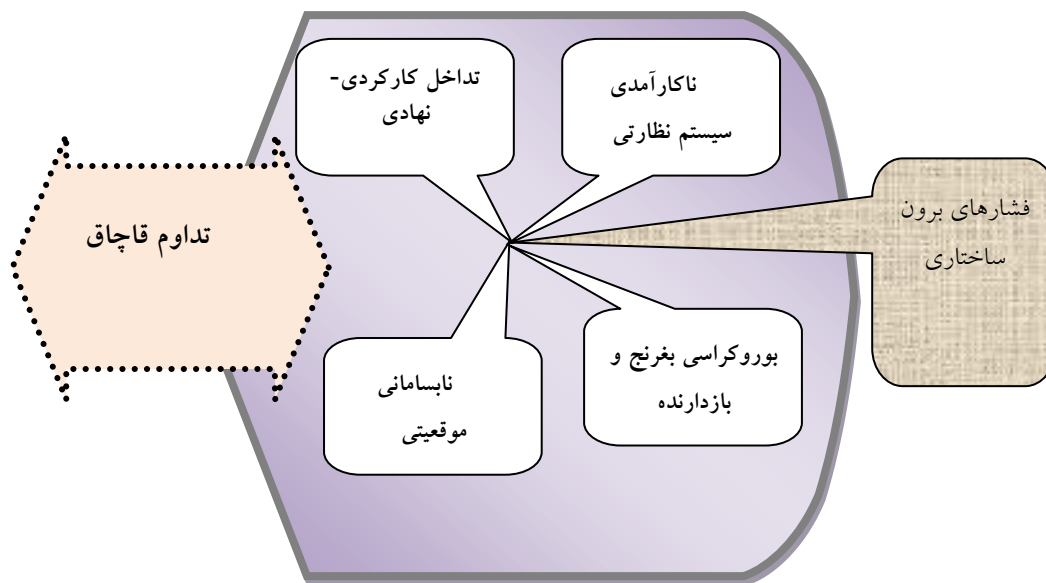 ناکارآمدی
سیستم نظارتی
تداخل کارکردی-
نهادی
فشارهای برون
ساختاری
تداوم قاچاق
بوروکراسی بغرنج و
بازدارنده
نابسامانی
موقعیتی